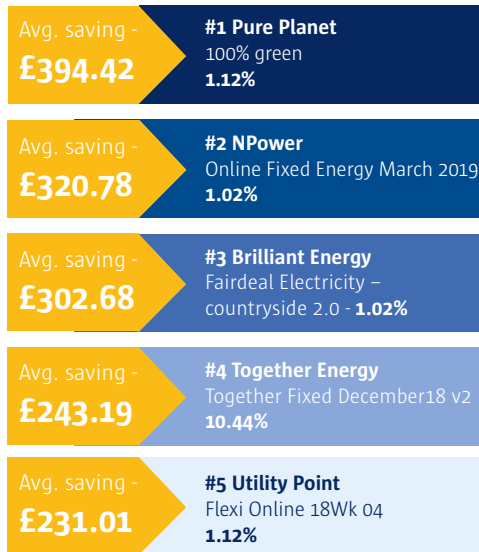 Avg. saving -
£394.42
#1 Pure Planet
100% green
1.12%
Avg. saving -
£320.78
#2 NPower
Online Fixed Energy March 2019
1.02%
Avg. saving -
£302.68
#3 Brilliant Energy
Fairdeal Electricity –
countryside 2.0 - 1.02%
Avg. saving -
£243.19
#4 Together Energy
Together Fixed December18 v2
10.44%
Avg. saving -
£231.01
#5 Utility Point
Flexi Online 18Wk 04
1.12%